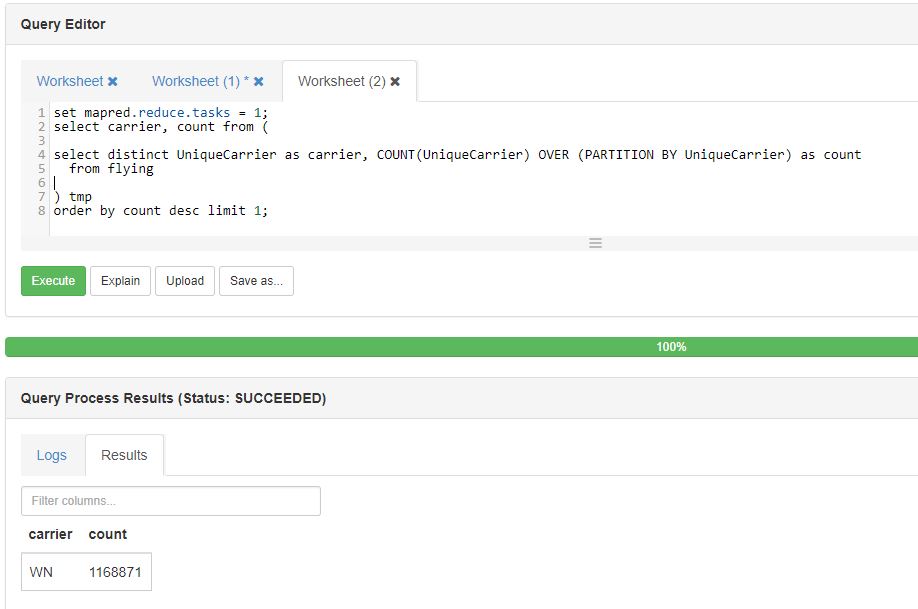 Query Editor
Worksheet ✖ Worksheet (1) * ✖ Worksheet (2) ✖
1 set mapred.reduce.tasks = 1;
2 select carrier, count from (
3
4 select distinct UniqueCarrier as carrier, COUNT(UniqueCarrier) OVER (PARTITION BY UniqueCarrier) as count
5   from flying
6
7 ) tmp
8 order by count desc limit 1;
Execute Explain Upload Save as...
100%
Query Process Results (Status: SUCCEEDED)
Logs Results
Filter columns...
carrier count
WN 1168871